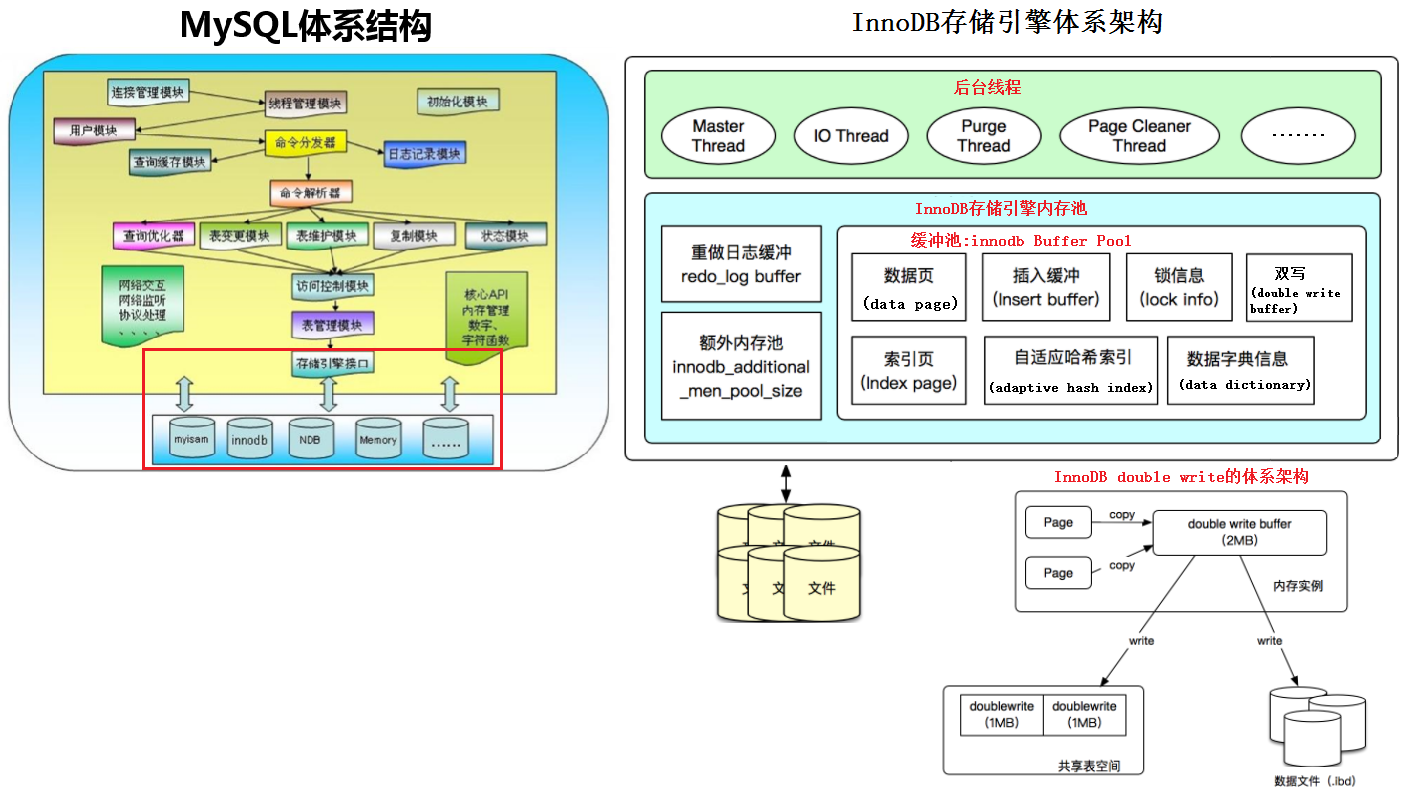 MySQL体系结构
连接管理模块
线程管理模块
初始化模块
用户模块
命令分发器
查询缓存模块
日志记录模块
命令解析器
查询优化器
表变更模块
表维护模块
复制模块
状态模块
网络交互
网络监听
协议处理
、、、、
访问控制模块
核心API
内存管理
数字、
字符函数
表管理模块
存储引擎接口
myisam
innodb
NDB
Memory
……
InnoDB存储引擎体系架构
后台线程
Master
Thread
IO Thread
Purge
Thread
Page Cleaner
Thread
.......
InnoDB存储引擎内存池
重做日志缓冲
redo_log buffer
额外内存池
innodb_additional
_men_pool_size
缓冲池:innodb Buffer Pool
数据页
(data page)
插入缓冲
(Insert buffer)
锁信息
(lock info)
双写
(double write
buffer)
索引页
(Index page)
自适应哈希索引
(adaptive hash index)
数据字典信息
(data dictionary)
文件
InnoDB double write的体系架构
Page
copy
double write buffer
(2MB)
Page
copy
内存实例
write
write
doublewrite
(1MB)
doublewrite
(1MB)
共享表空间
数据文件 (.ibd)